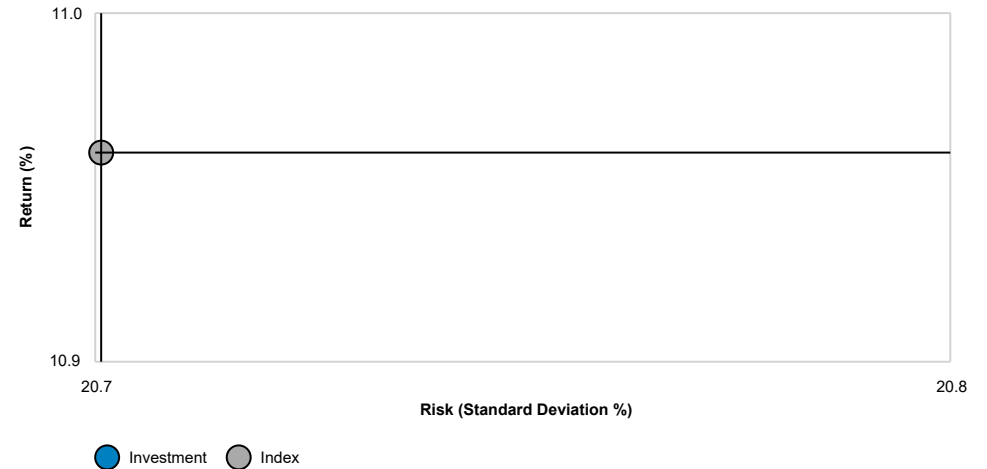 11.0
Return (%)
10.9
20.7
20.8
Risk (Standard Deviation %)
Investment
Index